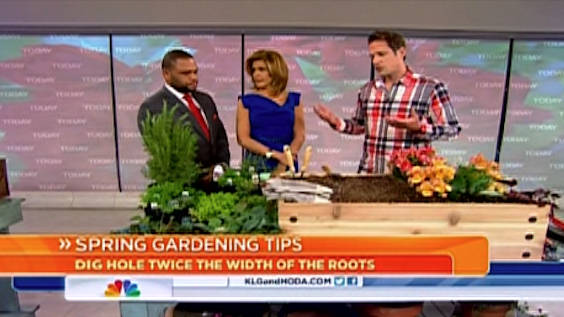 TODAY
» SPRING GARDENING TIPS
DIG HOLE TWICE THE WIDTH OF THE ROOTS
KLGandHODA.COM